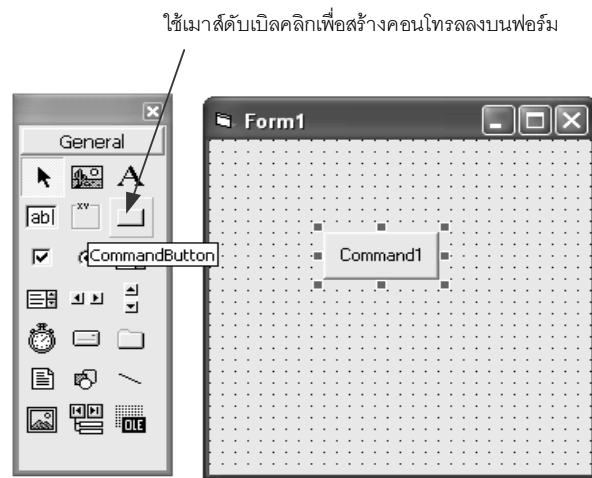 ใช้เมาส์ดับเบิลคลิกเพื่อสร้างคอนโทรลลงบนฟอร์ม
General
A
abl
xv
CommandButton
OLE
Form1
Command1